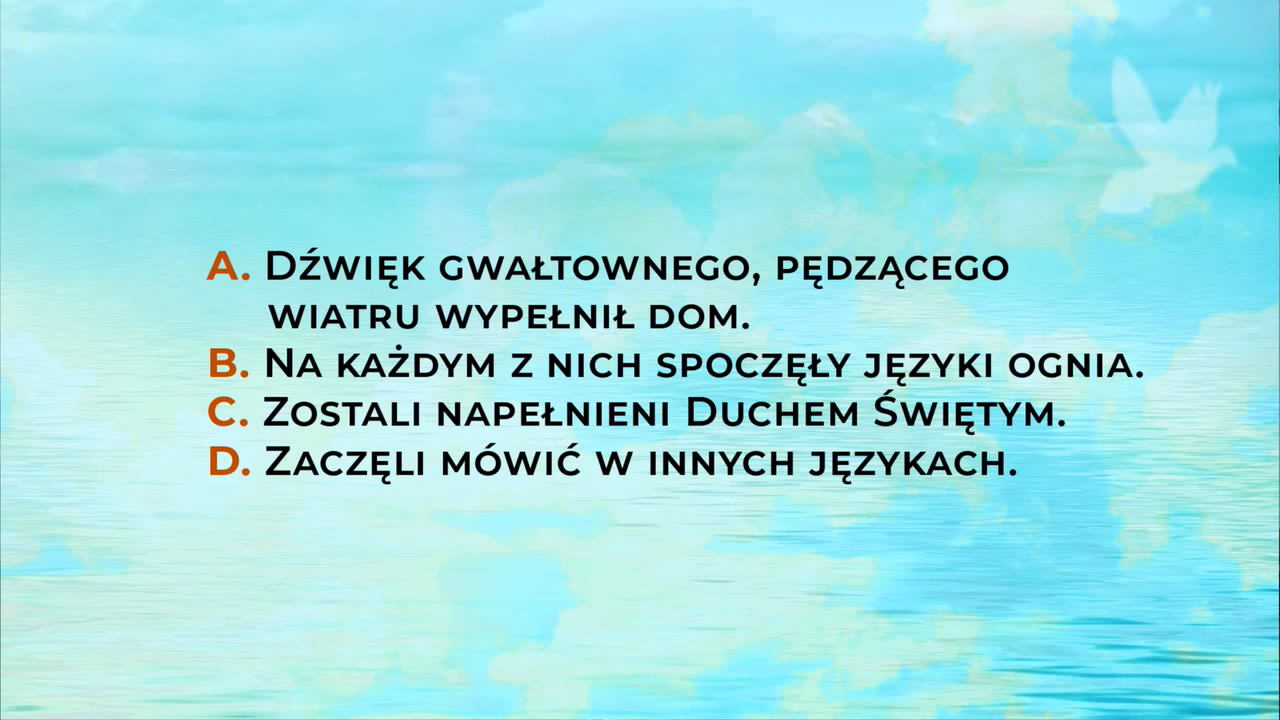 A. Dźwięk gwałtownego, pędzącego
wiatru wypełnił dom.
B. Na każdym z nich spoczęły języki ognia.
C. Zostali napełnieni Duchem Świętym.
D. Zaczęli mówić w innych językach.